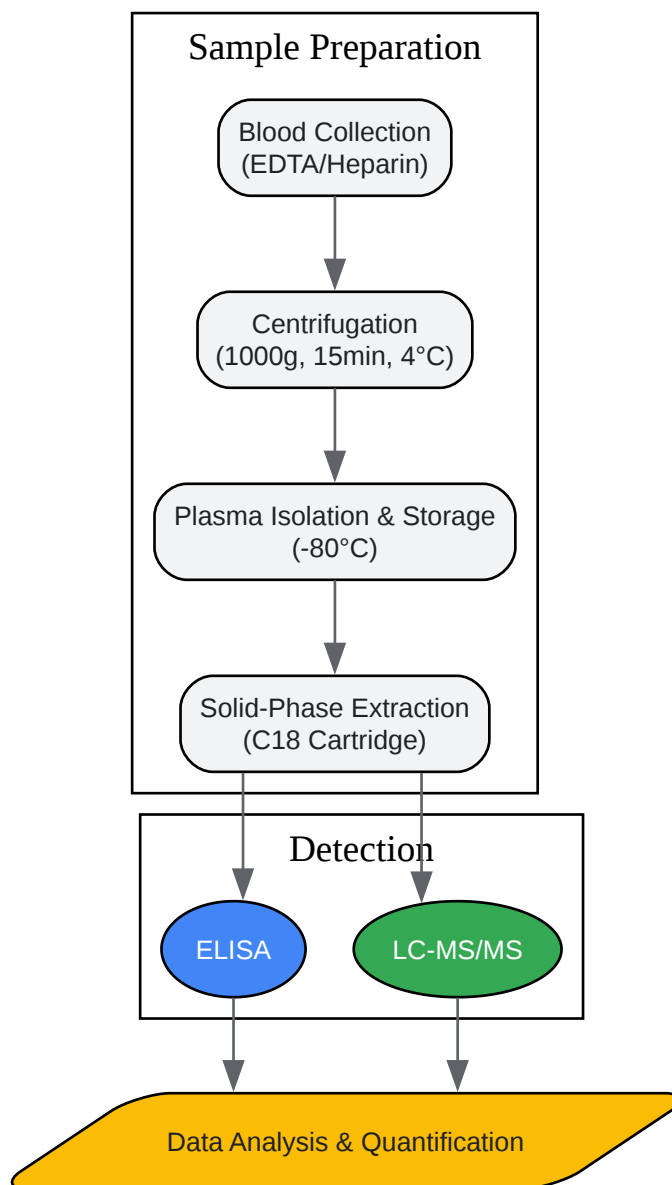 Sample Preparation
Blood Collection
(EDTA/Heparin)
Centrifugation
(1000g, 15min, 4°C)
Plasma Isolation & Storage
(-80°C)
Solid-Phase Extraction
(C18 Cartridge)
Detection
ELISA
LC-MS/MS
Data Analysis & Quantification